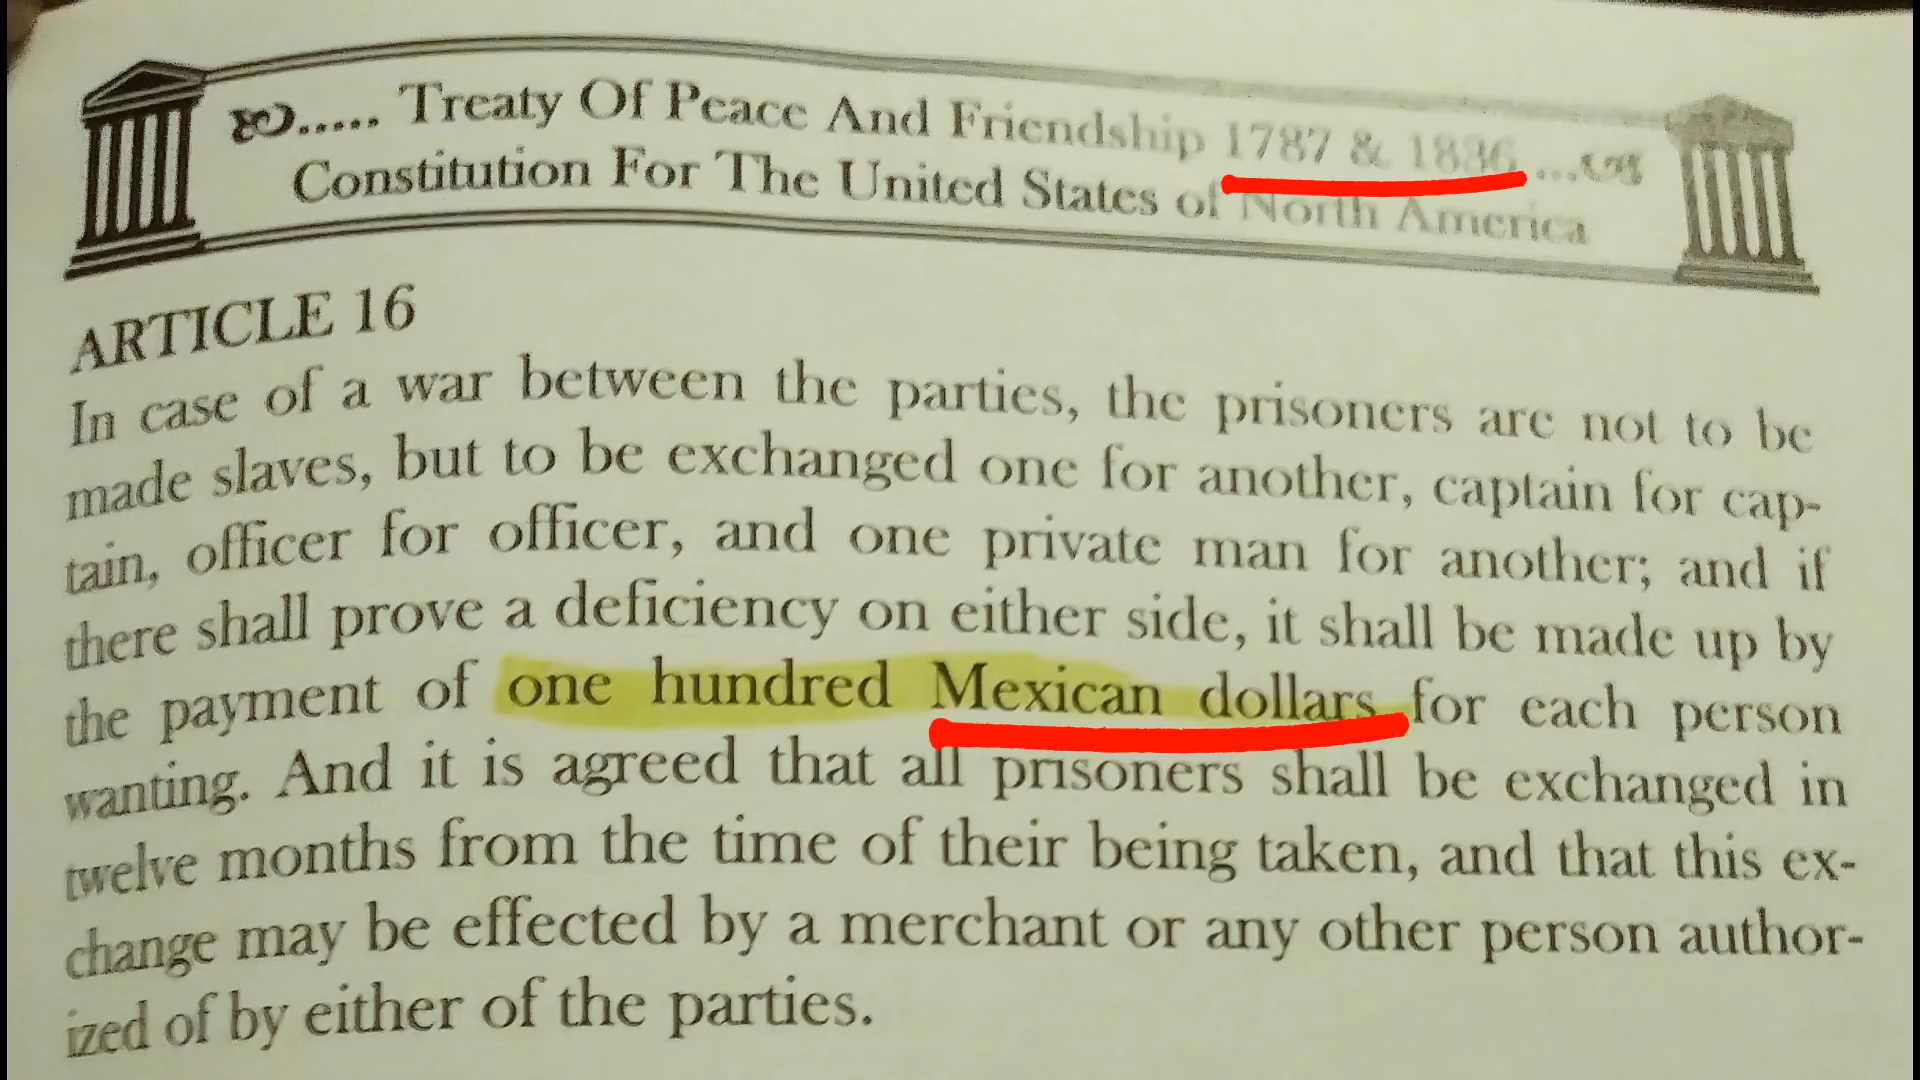 ..... Treaty Of Peace And Friendship 1787 & 1836 ...
Constitution For The United States of North America
ARTICLE 16
In case of a war between the parties, the prisoners are not to be
made slaves, but to be exchanged one for another, captain for cap-
tain, officer for officer, and one private man for another; and if
there shall prove a deficiency on either side, it shall be made up by
the payment of one hundred Mexican dollars for each person
wanting. And it is agreed that all prisoners shall be exchanged in
twelve months from the time of their being taken, and that this ex-
change may be effected by a merchant or any other person author-
ized of by either of the parties.